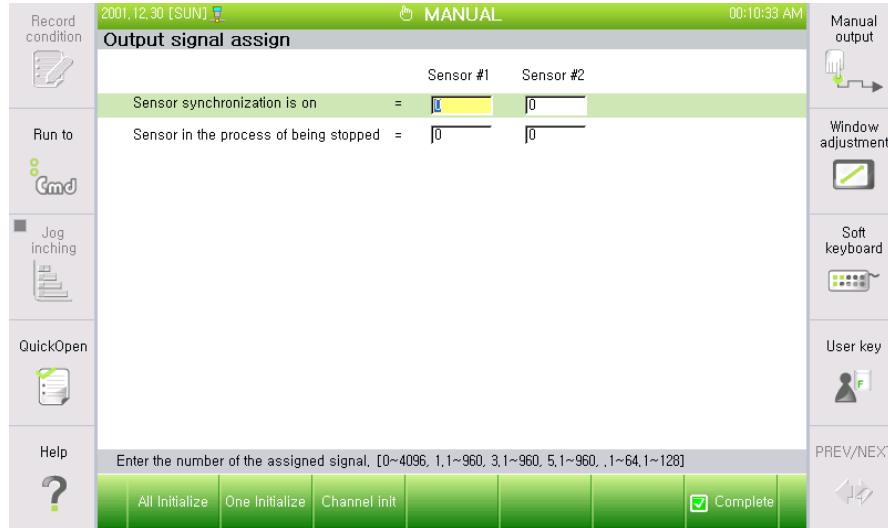 Record
condition
Run to
Cmd
Jog
inching
QuickOpen
Help
2001,12,30 [SUN]
MANUAL
00:10:33 AM
Output signal assign
Sensor #1 Sensor #2
Sensor synchronization is on = 0 0
Sensor in the process of being stopped = 0 0
Enter the number of the assigned signal, [0~4096, 1,1~960, 3,1~960, 5,1~960, ,1~64,1~128]
All Initialize One Initialize Channel init Complete
Manual
output
Window
adjustment
Soft
keyboard
User key
F
PREV/NEXT